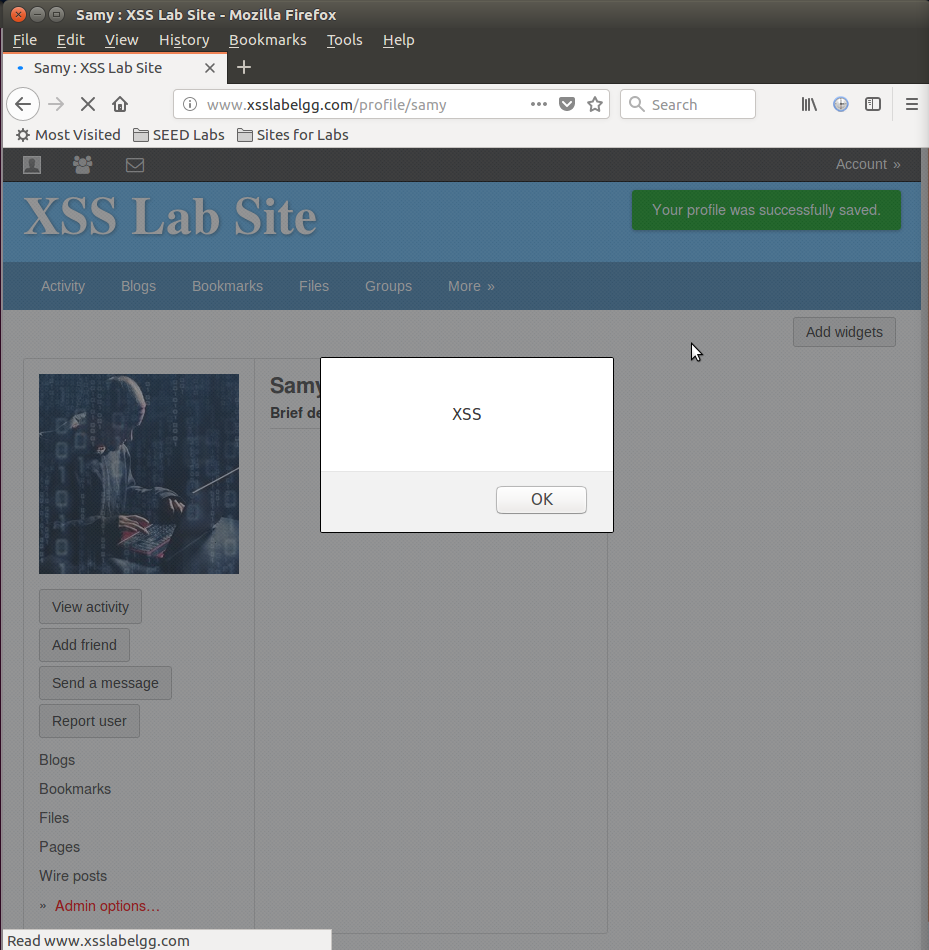 Samy : XSS Lab Site - Mozilla Firefox
File Edit View History Bookmarks Tools Help
Samy : XSS Lab Site
www.xsslabelgg.com/profile/samy
Search
Most Visited SEED Labs Sites for Labs
Account »
XSS Lab Site
Your profile was successfully saved.
Activity Blogs Bookmarks Files Groups More »
Add widgets
Samy
Brief de
XSS
OK
View activity
Add friend
Send a message
Report user
Blogs
Bookmarks
Files
Pages
Wire posts
» Admin options...
Read www.xsslabelgg.com